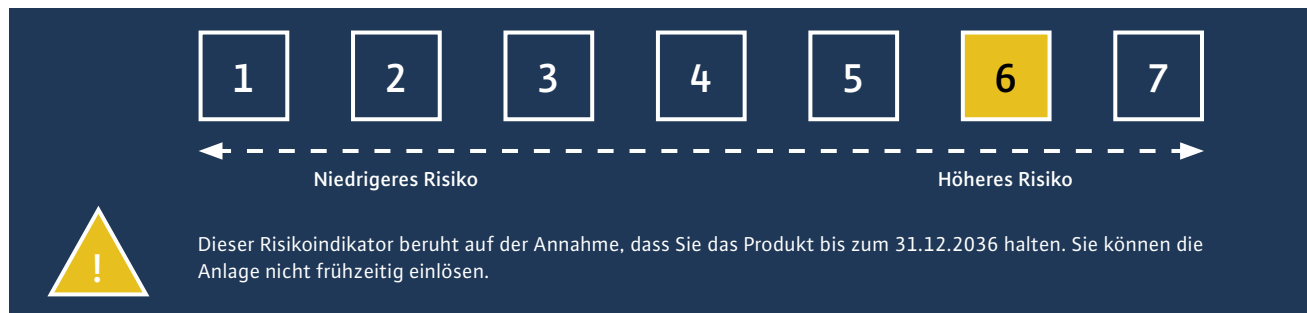 1 2 3 4 5 6 7
Niedrigeres Risiko Höheres Risiko
Dieser Risikoindikator beruht auf der Annahme, dass Sie das Produkt bis zum 31.12.2036 halten. Sie können die
!
Anlage nicht frühzeitig einlösen.